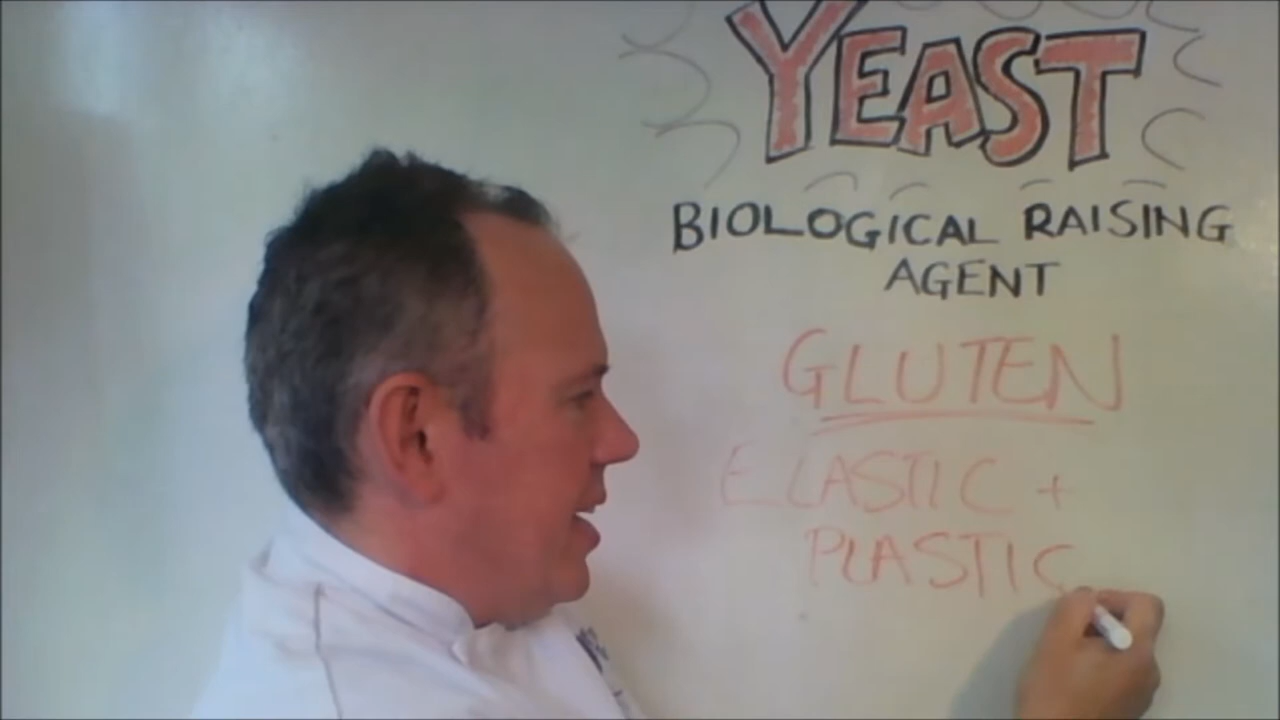 YEAST
BIOLOGICAL RAISING
AGENT
GLUTEN
ELASTIC +
PLASTIC